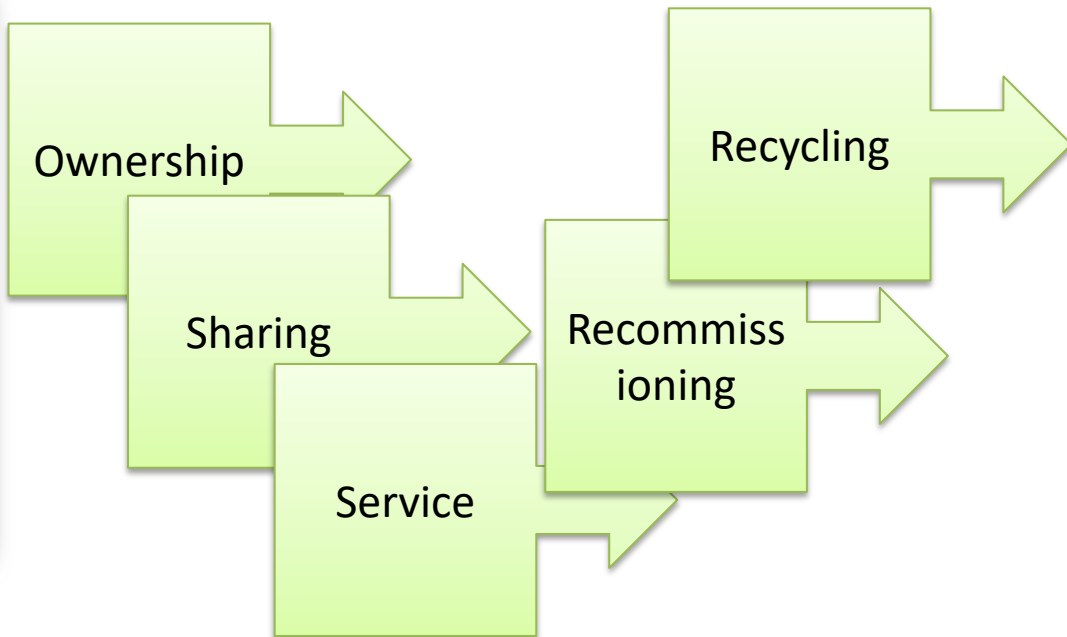 Ownership
Sharing
Service
Recommiss
ioning
Recycling